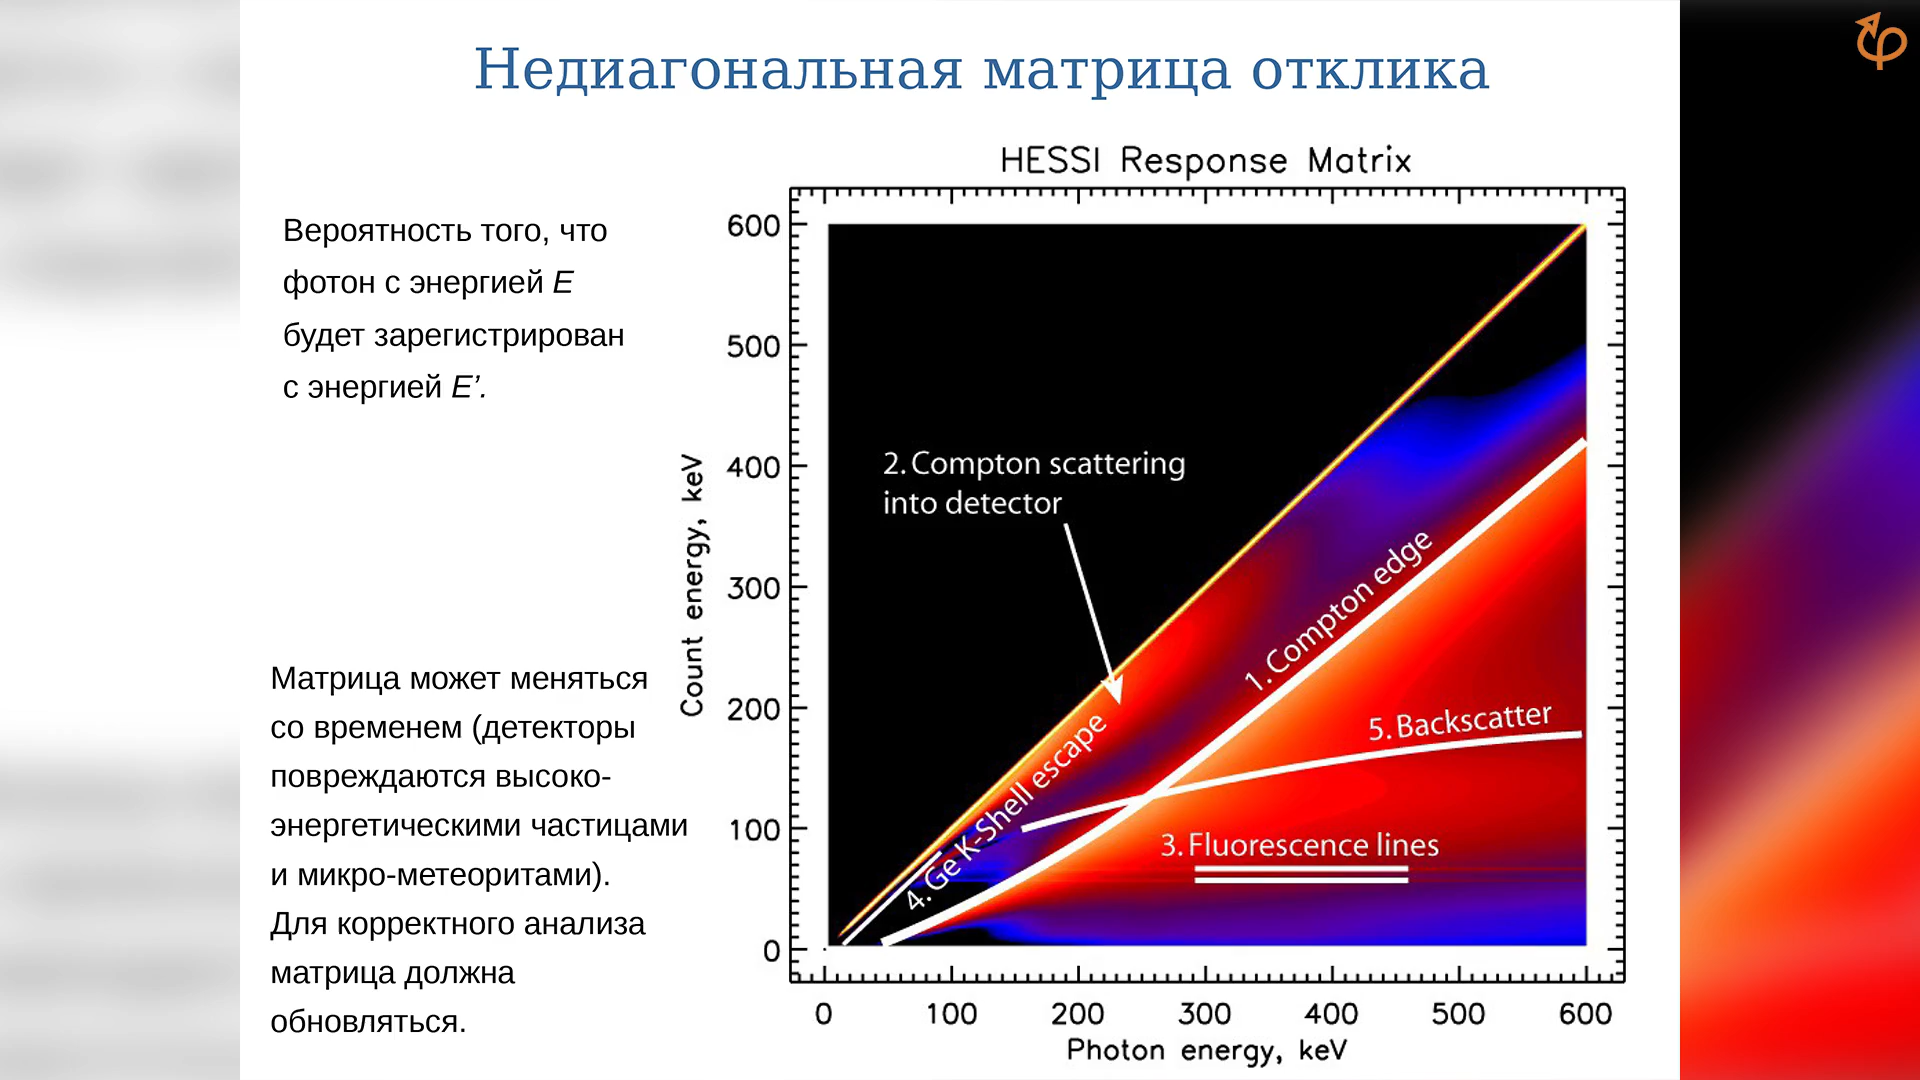 Недиагональная матрица отклика
Вероятность того, что
фотон с энергией E
будет зарегистрирован
с энергией E’.
Матрица может меняться
со временем (детекторы
повреждаются высоко-
энергетическими частицами
и микро-метеоритами).
Для корректного анализа
матрица должна
обновляться.
HESSI Response Matrix
Count energy, keV
600
500
400
300
200
100
0
2. Compton scattering
into detector
1. Compton edge
5. Backscatter
4. Ge K-Shell escape
3. Fluorescence lines
0 100 200 300 400 500 600
Photon energy, keV